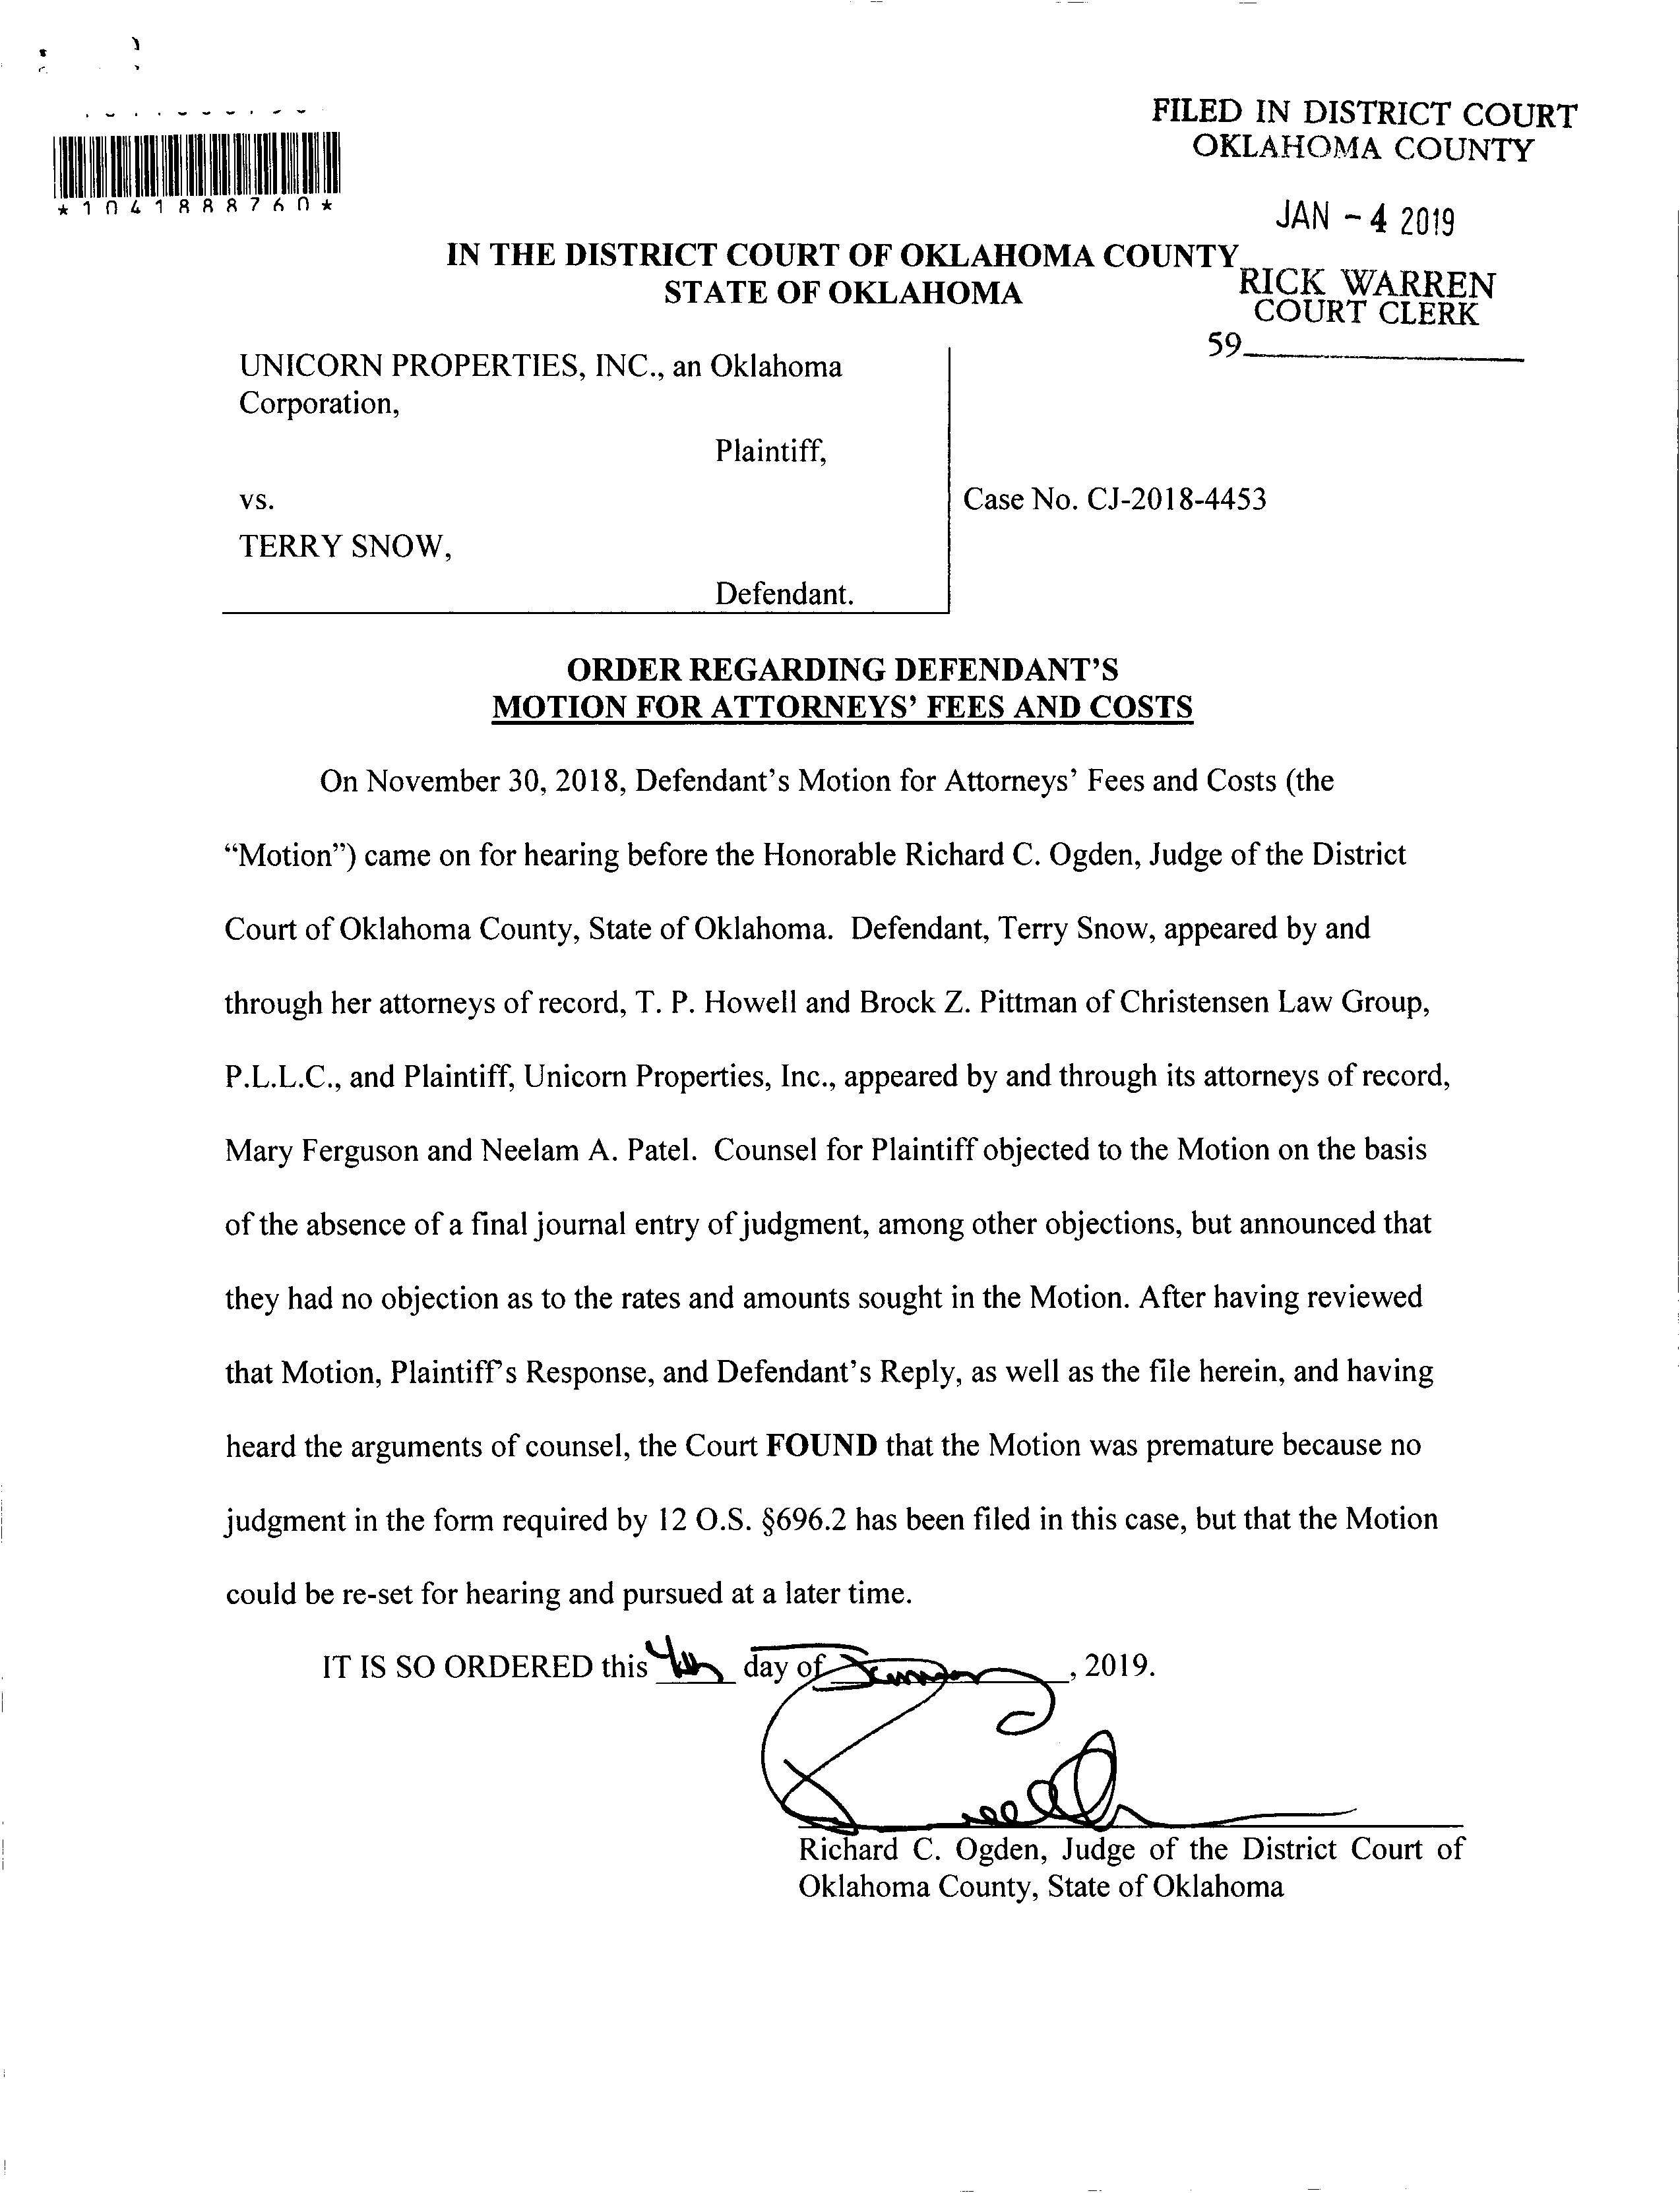 FILED IN DISTRICT COURT
OKLAHOMA COUNTY
*1041888760*
JAN - 4 2019
IN THE DISTRICT COURT OF OKLAHOMA COUNTY
STATE OF OKLAHOMA
RICK WARREN
COURT CLERK
59
UNICORN PROPERTIES, INC., an Oklahoma
Corporation,
Plaintiff,
vs.
Case No. CJ-2018-4453
TERRY SNOW,
Defendant.
ORDER REGARDING DEFENDANT'S
MOTION FOR ATTORNEYS' FEES AND COSTS
On November 30, 2018, Defendant's Motion for Attorneys' Fees and Costs (the
"Motion") came on for hearing before the Honorable Richard C. Ogden, Judge of the District
Court of Oklahoma County, State of Oklahoma. Defendant, Terry Snow, appeared by and
through her attorneys of record, T. P. Howell and Brock Z. Pittman of Christensen Law Group,
P.L.L.C., and Plaintiff, Unicorn Properties, Inc., appeared by and through its attorneys of record,
Mary Ferguson and Neelam A. Patel. Counsel for Plaintiff objected to the Motion on the basis
of the absence of a final journal entry of judgment, among other objections, but announced that
they had no objection as to the rates and amounts sought in the Motion. After having reviewed
that Motion, Plaintiff's Response, and Defendant's Reply, as well as the file herein, and having
heard the arguments of counsel, the Court FOUND that the Motion was premature because no
judgment in the form required by 12 O.S. §696.2 has been filed in this case, but that the Motion
could be re-set for hearing and pursued at a later time.
IT IS SO ORDERED this 4th day of January, 2019.
Richard C. Ogden, Judge of the District Court of
Oklahoma County, State of Oklahoma